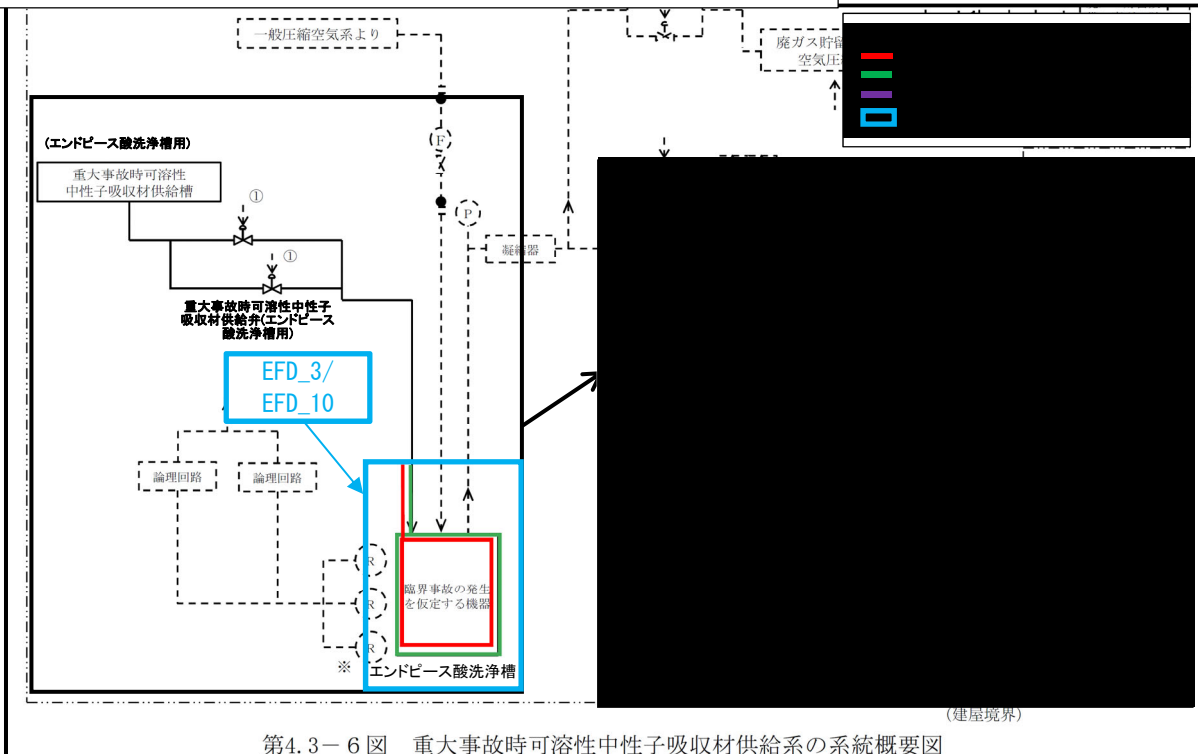 一般圧縮空気系より
廃ガス貯留
空気圧
(エンドピース酸洗浄槽用)
重大事故時可溶性
中性子吸収材供給槽
①
F
P
①
凝縮器
重大事故時可溶性中性子
吸収材供給弁(エンドピース
酸洗浄槽用)
EFD_3/
EFD_10
論理回路
論理回路
R
臨界事故の発生
を仮定する機器
R
R
※
エンドピース酸洗浄槽
(建屋境界)
第4.3-6図 重大事故時可溶性中性子吸収材供給系の系統概要図